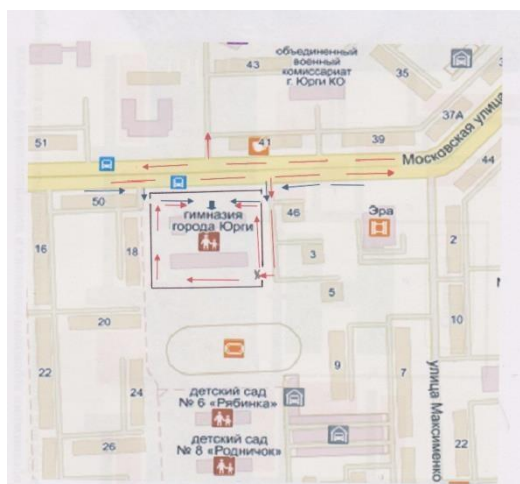 объединенный
военный
комиссариат
г. Юрги КО
43
35
37А
51
41
39
Московская улица
44
50
46
гимназия
города Юрги
Эра
16
18
3
2
5
20
10
22
24
9
7
улица Максименко
детский сад
№ 6 «Рябинка»
26
детский сад
№ 8 «Родничок»
22